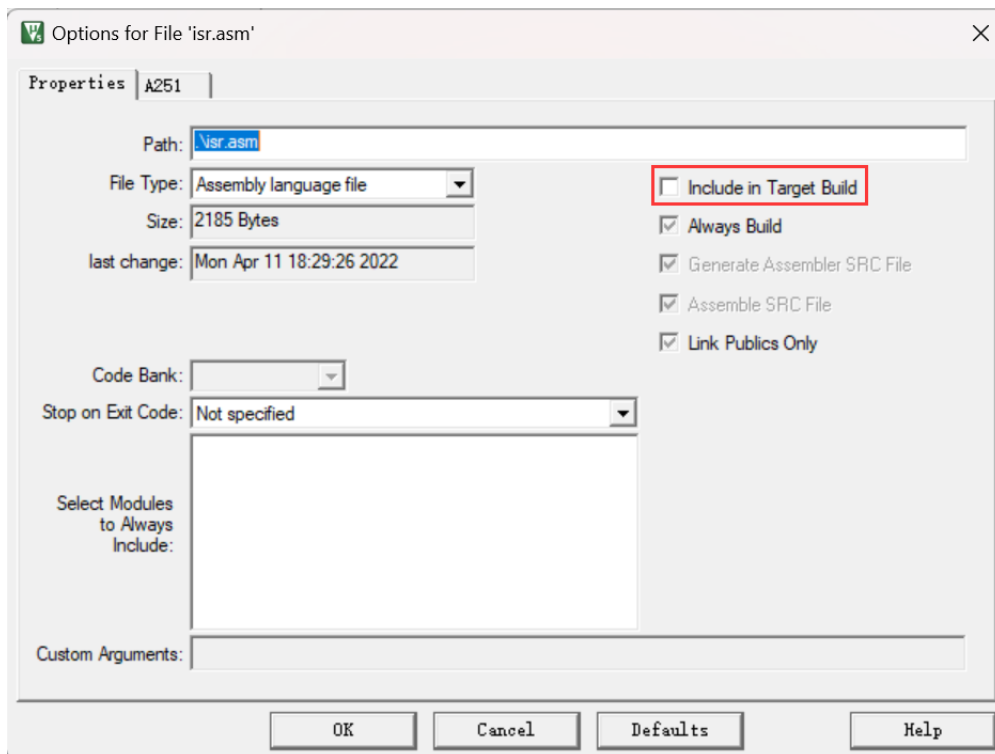 Options for File 'isr.asm'
Properties
A251
Path: .\isr.asm
File Type: Assembly language file
Include in Target Build
Size: 2185 Bytes
Always Build
last change: Mon Apr 11 18:29:26 2022
Generate Assembler SRC File
Assemble SRC File
Link Publics Only
Code Bank:
Stop on Exit Code: Not specified
Select Modules
to Always
Include:
Custom Arguments:
OK
Cancel
Defaults
Help